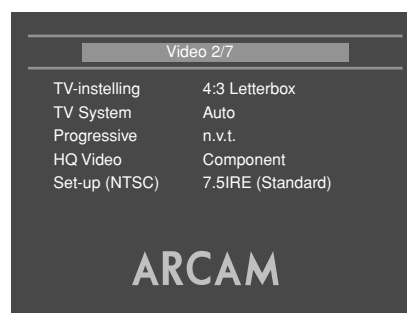 Video 2/7
TV-instelling 4:3 Letterbox
TV System Auto
Progressive n.v.t.
HQ Video Component
Set-up (NTSC) 7.5IRE (Standard)
ARCAM